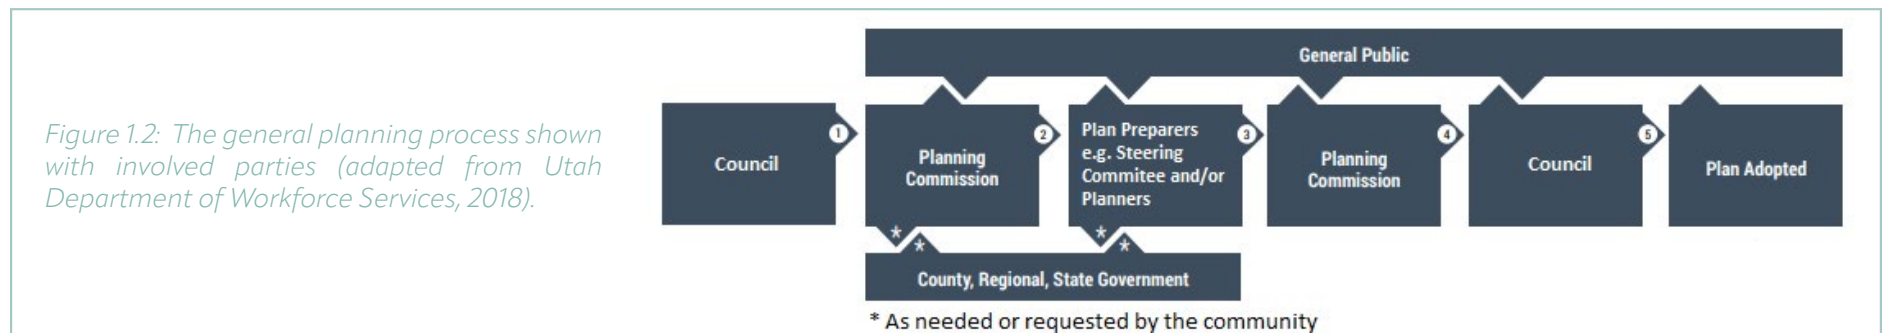 Figure 1.2: The general planning process shown
with involved parties (adapted from Utah
Department of Workforce Services, 2018).
General Public
Council
1
Planning
Commission
2
Plan Preparers
e.g. Steering
Commitee and/or
Planners
3
Planning
Commission
4
Council
5
Plan Adopted
*
*
*
*
County, Regional, State Government
* As needed or requested by the community